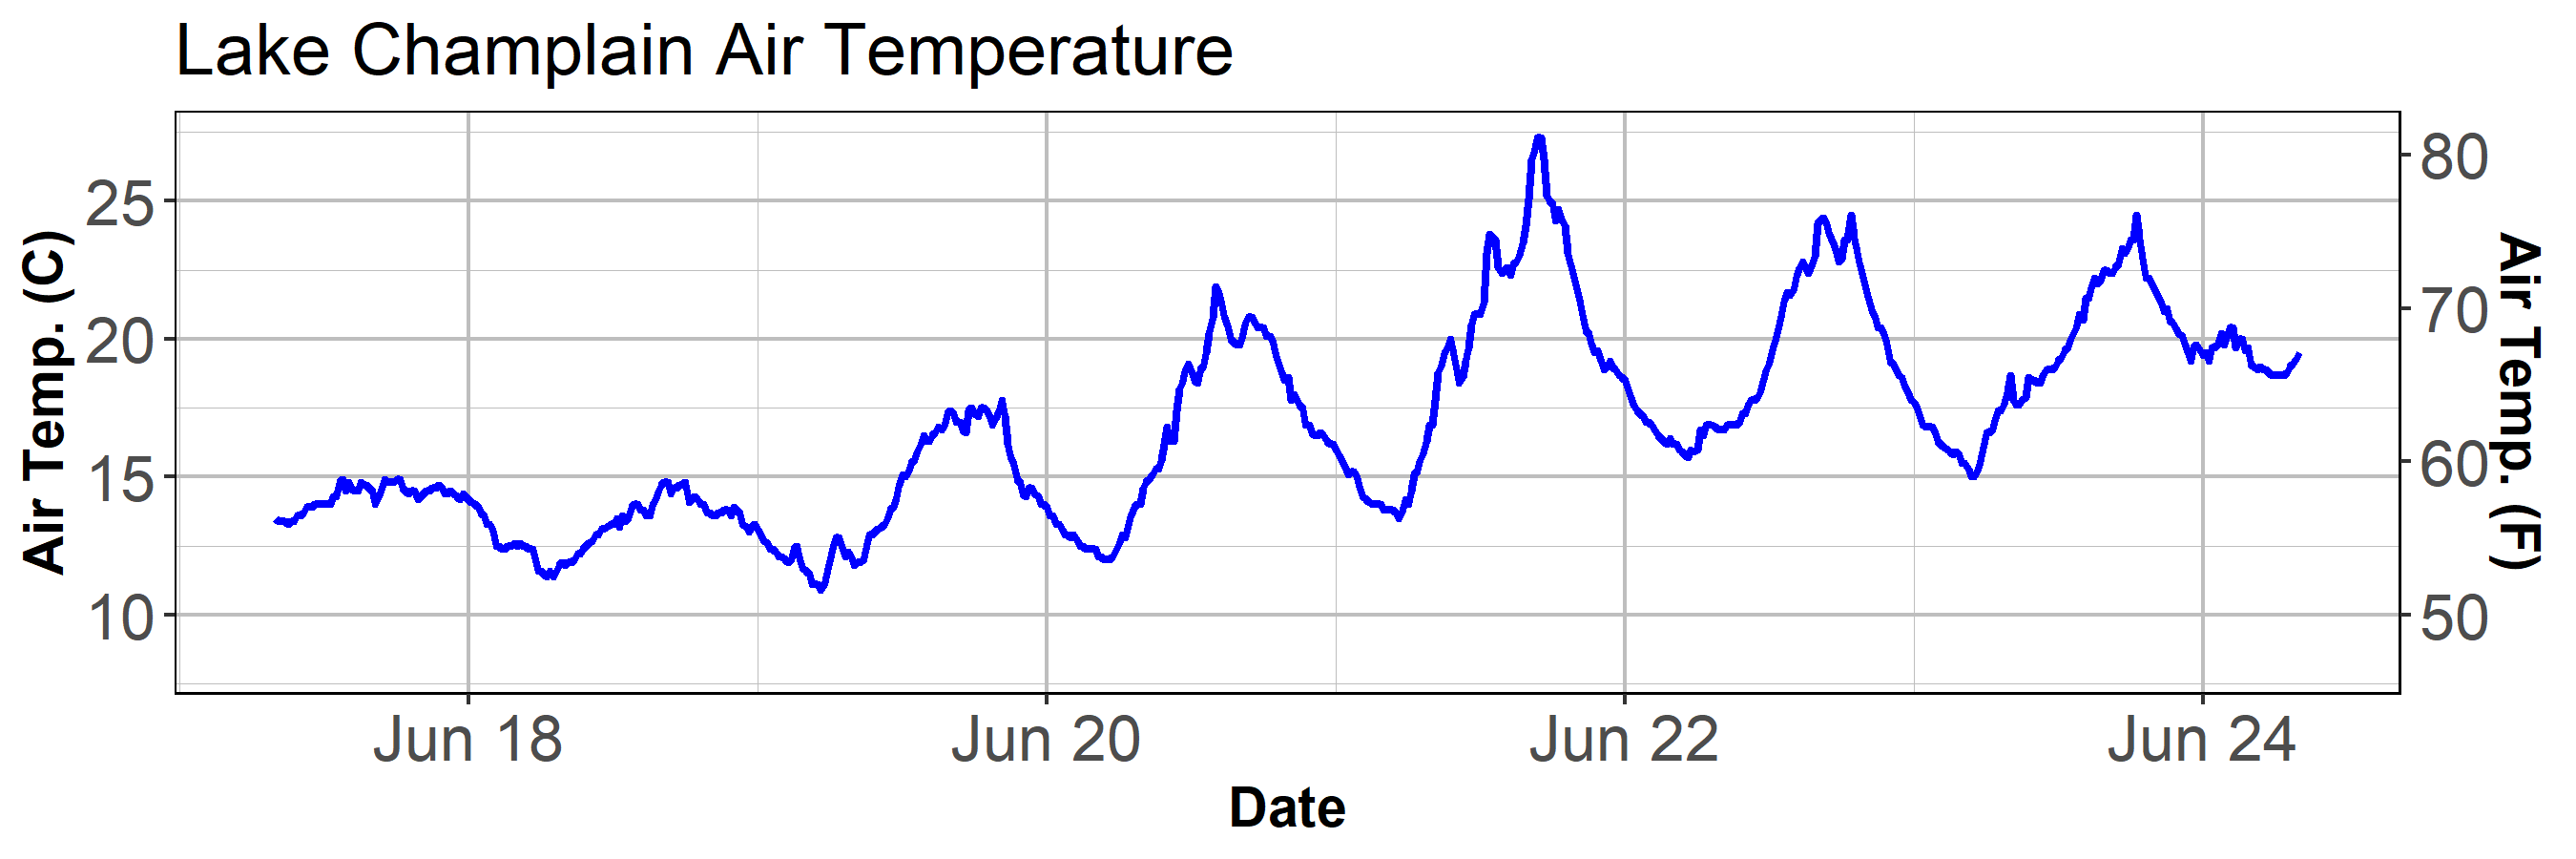 Lake Champlain Air Temperature
Air Temp. (C)
25
20
15
10
80
70
60
50
Air Temp. (F)
Jun 18
Jun 20
Jun 22
Jun 24
Date